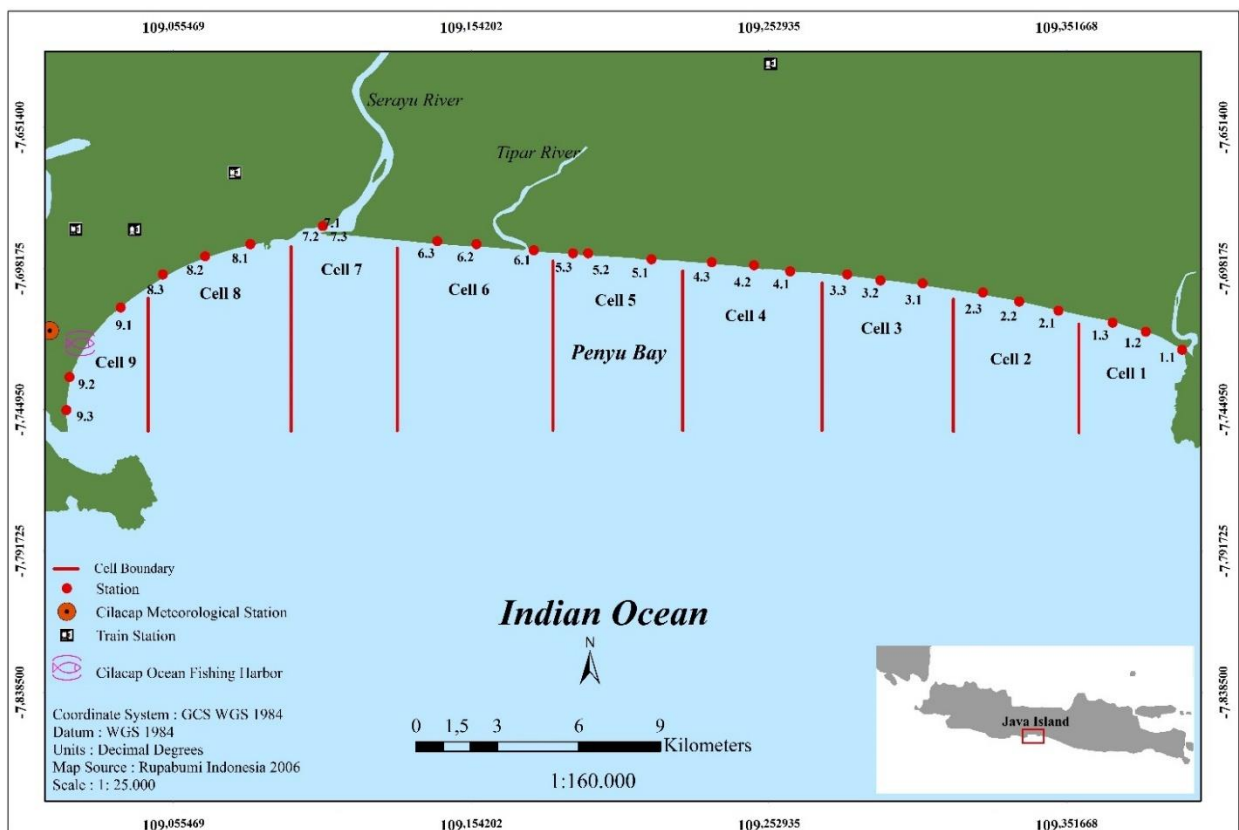 109,055469
109,154202
109,252935
109,351668
-7,651400
-7,698175
-7,744950
-7,791725
-7,838500
-7,651400
-7,698175
-7,744950
-7,791725
-7,838500
Serayu River
Tipar River
7.1
7.2
7.3
8.1
8.2
8.3
6.3
6.2
6.1
5.3
5.2
5.1
4.3
4.2
4.1
3.3
3.2
3.1
2.3
2.2
2.1
1.3
1.2
1.1
9.1
9.2
9.3
Cell 9
Cell 8
Cell 7
Cell 6
Cell 5
Cell 4
Cell 3
Cell 2
Cell 1
Penyu Bay
Indian Ocean
N
Cell Boundary
Station
Cilacap Meteorological Station
Train Station
Cilacap Ocean Fishing Harbor
Coordinate System : GCS WGS 1984
Datum : WGS 1984
Units : Decimal Degrees
Map Source : Rupabumi Indonesia 2006
Scale : 1: 25.000
0 1,5 3 6 9
Kilometers
1:160.000
Java Island
109,055469
109,154202
109,252935
109,351668